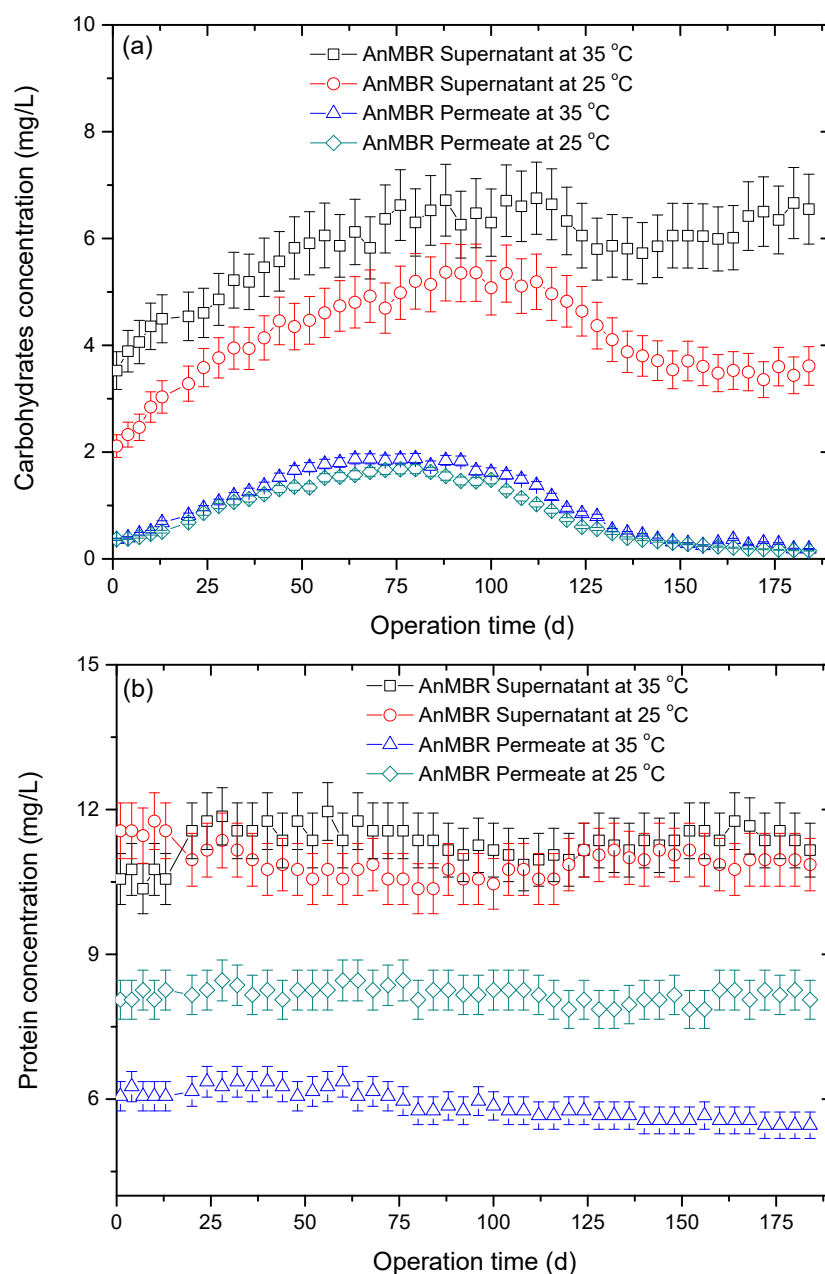 (a)
AnMBR Supernatant at 35 °C
AnMBR Supernatant at 25 °C
AnMBR Permeate at 35 °C
AnMBR Permeate at 25 °C
Carbohydrates concentration (mg/L)
10
8
6
4
2
0
0 25 50 75 100 125 150 175
Operation time (d)
(b)
AnMBR Supernatant at 35 °C
AnMBR Supernatant at 25 °C
AnMBR Permeate at 35 °C
AnMBR Permeate at 25 °C
Protein concentration (mg/L)
15
12
9
6
0 25 50 75 100 125 150 175
Operation time (d)